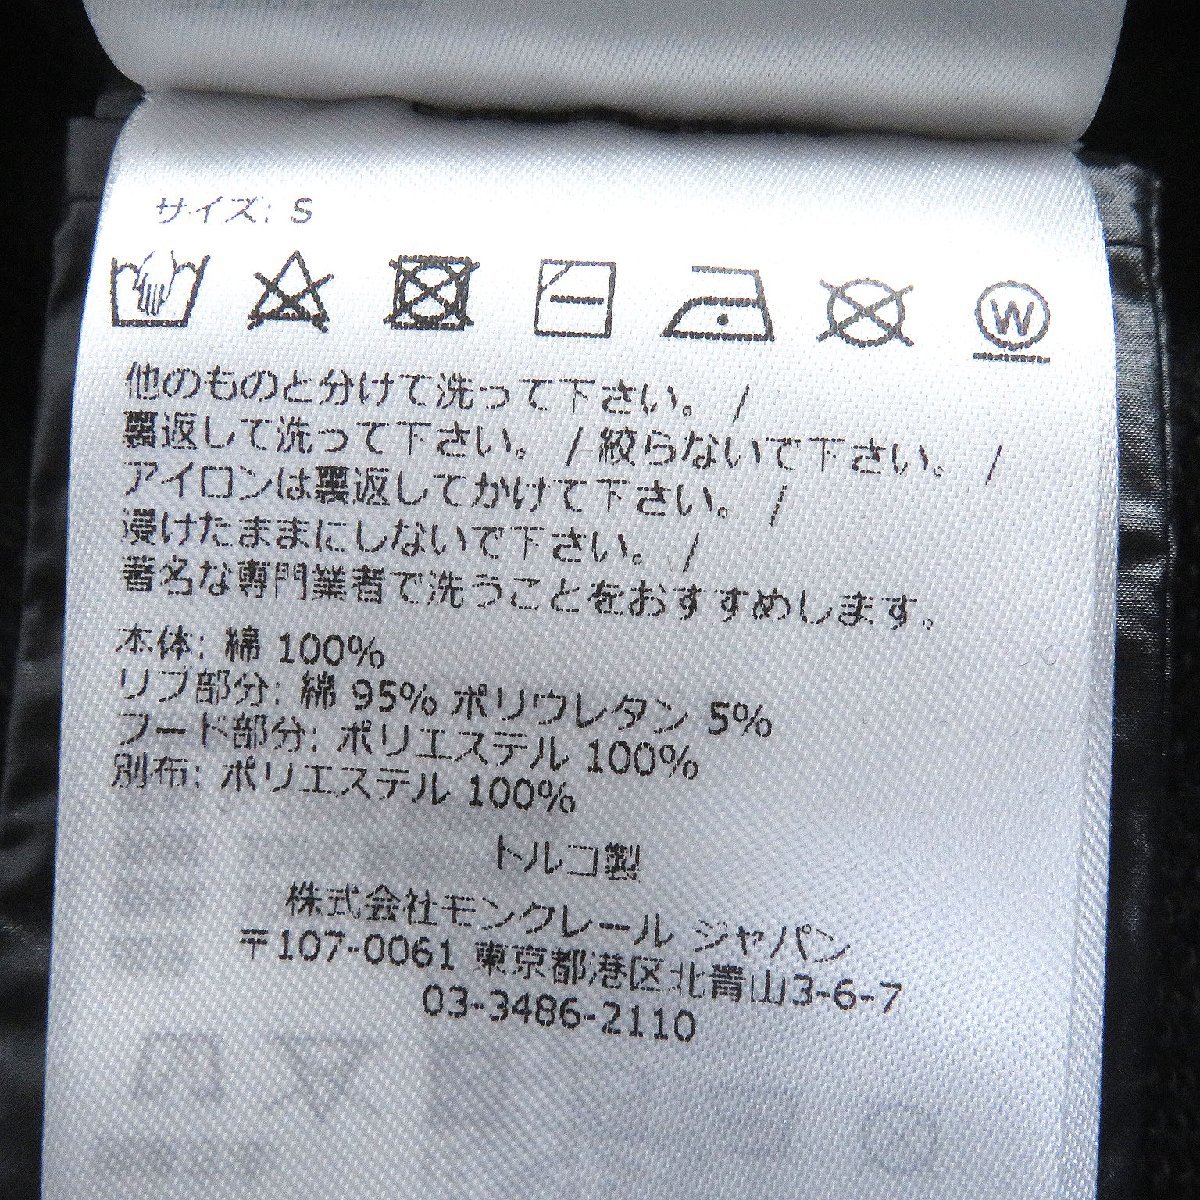 サイズ: S
W
他のものと分けて洗って下さい。 /
裏返して洗って下さい。 / 絞らないで下さい。 /
アイロンは裏返してかけて下さい。 /
浸けたままにしないで下さい。 /
著名な専門業者で洗うことをおすすめします。
本体: 綿 100%
リブ部分: 綿 95% ポリウレタン 5%
フード部分: ポリエステル 100%
別布: ポリエステル 100%
トルコ製
株式会社モンクレール ジャパン
〒107-0061 東京都港区北青山3-6-7
03-3486-2110